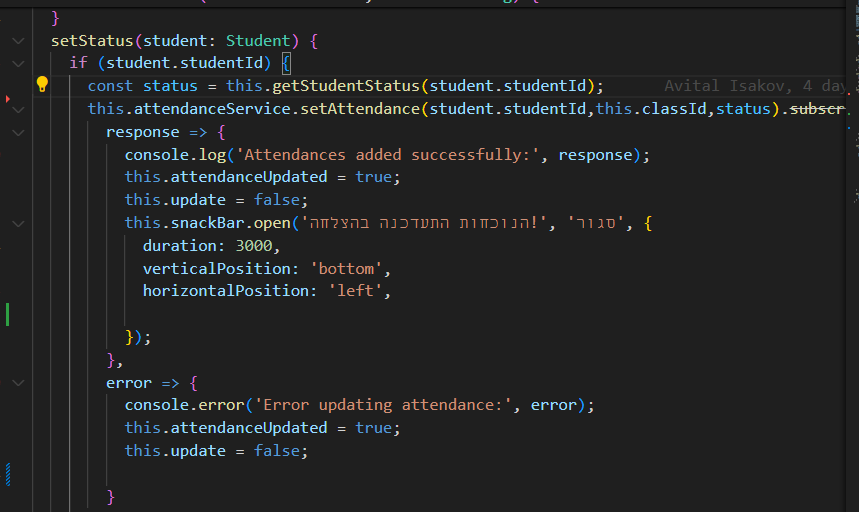 }
setStatus(student: Student) {
if (student.studentId) {
const status = this.getStudentStatus(student.studentId); Avital Isakov, 4 day
this.attendanceService.setAttendance(student.studentId,this.classId,status).subscr
response => {
console.log('Attendances added successfully:', response);
this.attendanceUpdated = true;
this.update = false;
this.snackBar.open('הנוכחות התעדכנה בהצלחה!', 'סגור', {
duration: 3000,
verticalPosition: 'bottom',
horizontalPosition: 'left',
});
},
error => {
console.error('Error updating attendance:', error);
this.attendanceUpdated = true;
this.update = false;
}